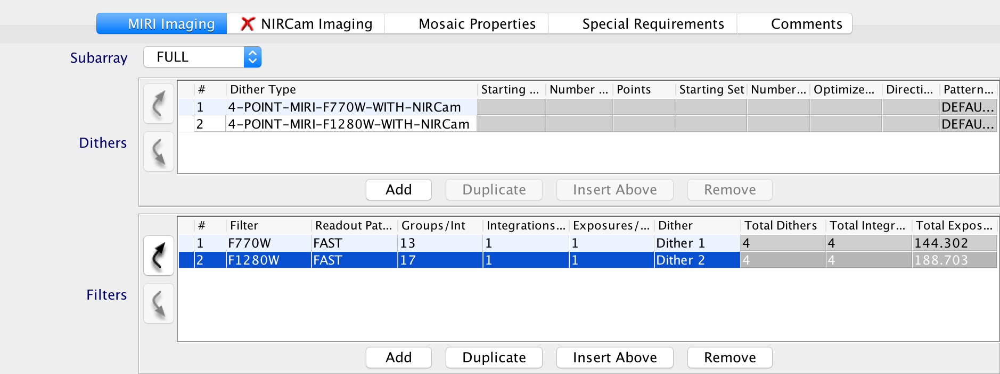 MIRI Imaging NIRCam Imaging Mosaic Properties Special Requirements Comments
Subarray FULL
# Dither Type Starting ... Number ... Points Starting Set Number... Optimize... Directi... Pattern...
1 4-POINT-MIRI-F770W-WITH-NIRCam DEFAU...
2 4-POINT-MIRI-F1280W-WITH-NIRCam DEFAU...
Dithers
Add Duplicate Insert Above Remove
# Filter Readout Pat... Groups/Int Integrations... Exposures/... Dither Total Dithers Total Integr... Total Expos...
1 F770W FAST 13 1 1 Dither 1 4 4 144.302
2 F1280W FAST 17 1 1 Dither 2 4 4 188.703
Filters
Add Duplicate Insert Above Remove